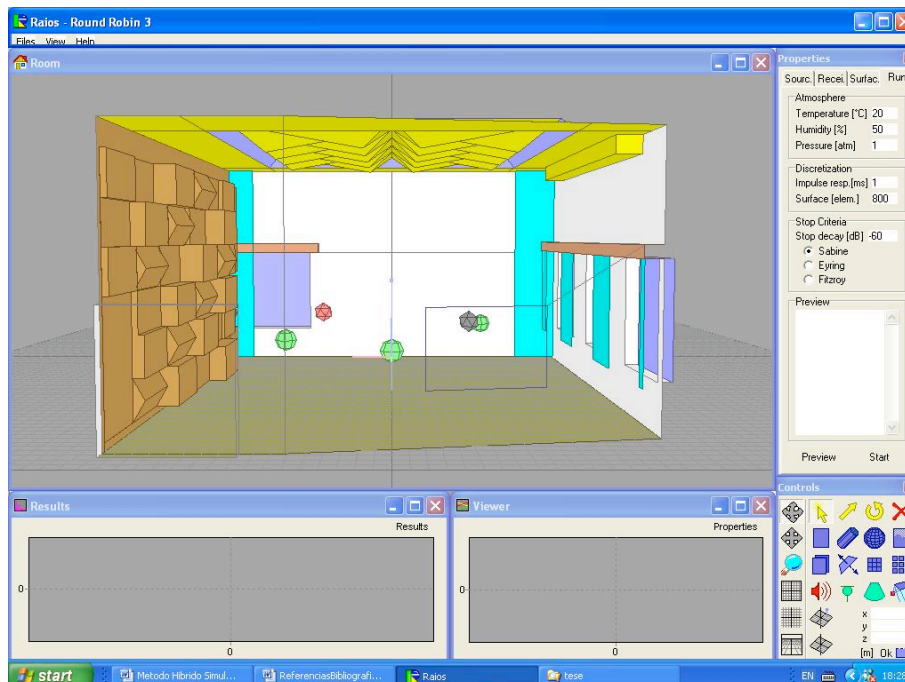 Raios - Round Robin 3
Files View Help
Room
Properties
Sourc. Recei. Surfac. Run
Atmosphere
Temperature [°C] 20
Humidity [%] 50
Pressure [atm] 1
Discretization
Impulse resp.[ms] 1
Surface [elem.] 800
Stop Criteria
Stop decay [dB] -60
Sabine
Eyring
Fitzroy
Preview
Preview Start
Results
Results
0
0
Viewer
Properties
0
0
Controls
x
y
z
[m] Ok
start
Metodo Hibrido Simul...
ReferenciasBibliografi...
Raios
tese
EN
18:28